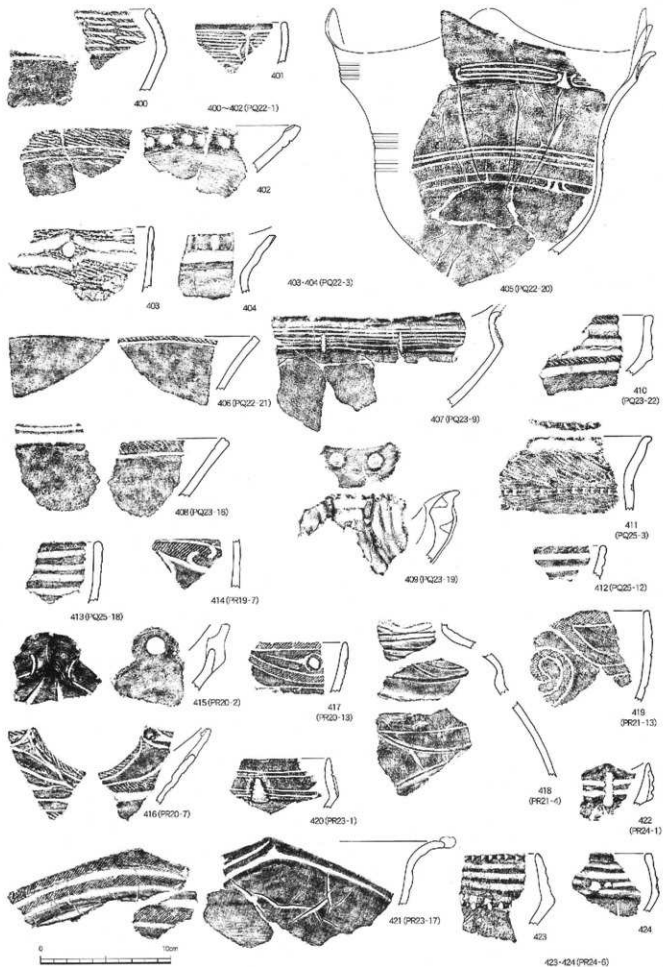 400
401
400~402 (PQ22-1)
402
403
404
403・404 (PQ22-3)
405 (PQ22-20)
406 (PQ22-21)
407 (PQ23-9)
410
(PQ23-22)
408 (PQ23-18)
409 (PQ23-19)
411
(PQ25-3)
412 (PQ25-12)
413 (PQ25-18)
414 (PR19-7)
415 (PR20-2)
417
(PR20-13)
418
(PR21-4)
419
(PR21-13)
416 (PR20-7)
420 (PR23-1)
422
(PR24-1)
421 (PR23-17)
423
424
423・424 (PR24-6)
0
10cm